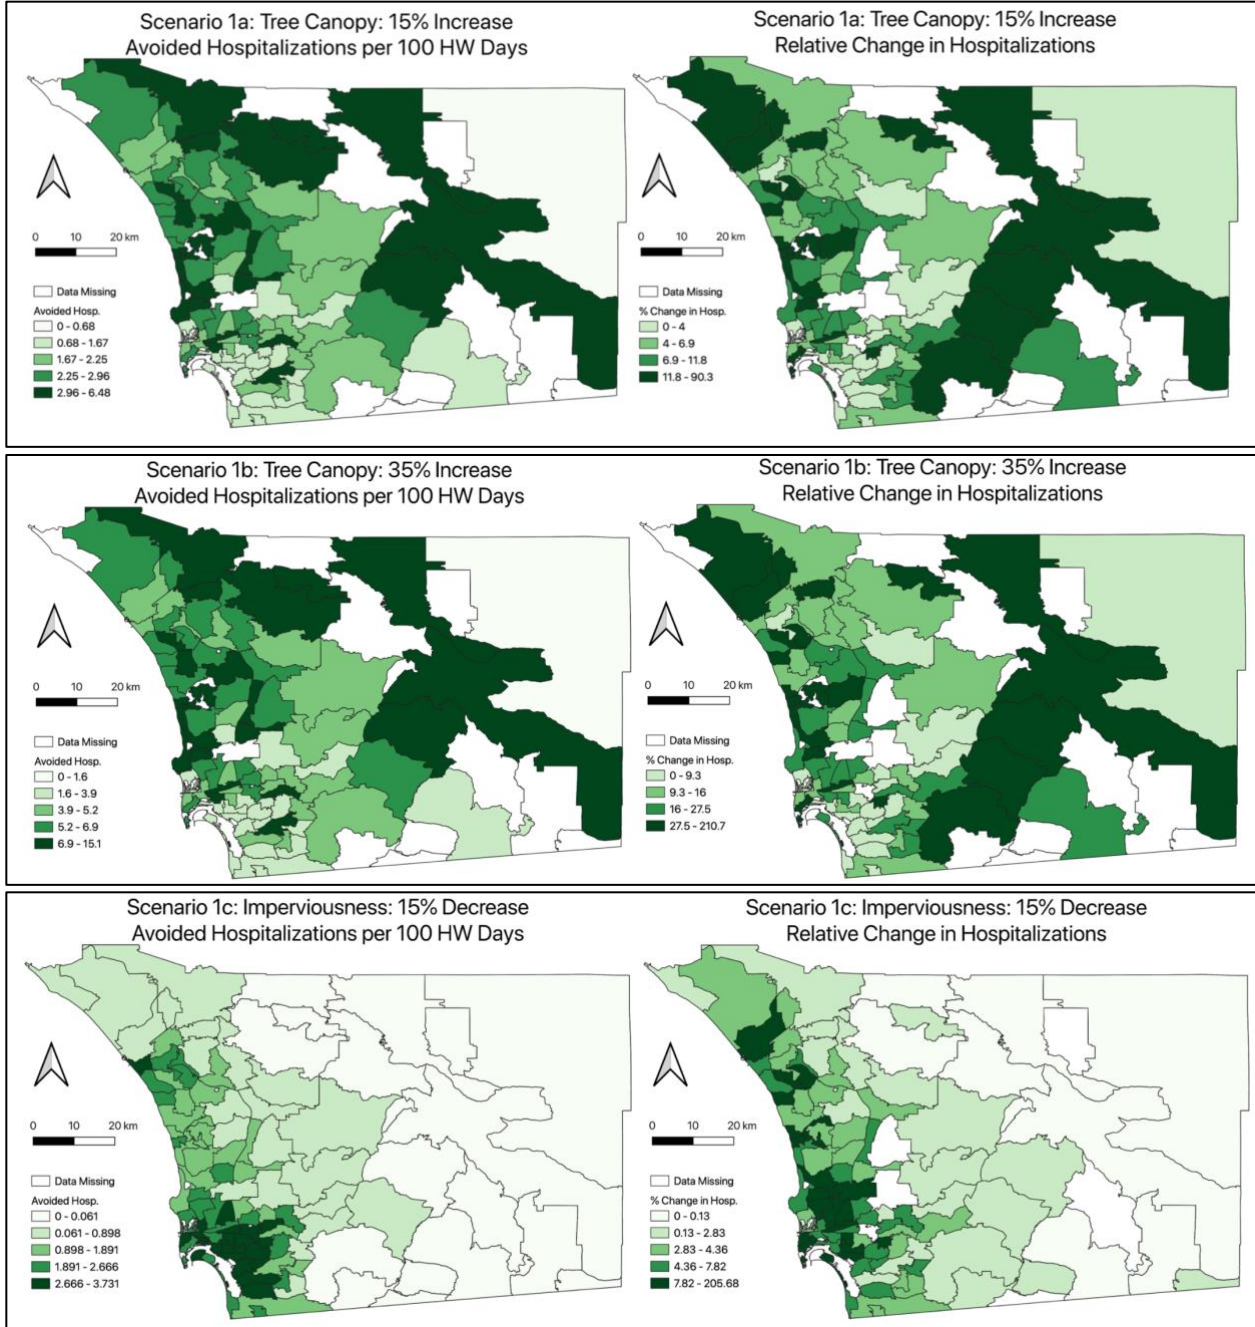 Scenario 1a: Tree Canopy: 15% Increase
Avoided Hospitalizations per 100 HW Days
0 10 20 km
Data Missing
Avoided Hosp.
0 - 0.68
0.68 - 1.67
1.67 - 2.25
2.25 - 2.96
2.96 - 6.48
Scenario 1a: Tree Canopy: 15% Increase
Relative Change in Hospitalizations
0 10 20 km
Data Missing
% Change in Hosp.
0 - 4
4 - 6.9
6.9 - 11.8
11.8 - 90.3
Scenario 1b: Tree Canopy: 35% Increase
Avoided Hospitalizations per 100 HW Days
0 10 20 km
Data Missing
Avoided Hosp.
0 - 1.6
1.6 - 3.9
3.9 - 5.2
5.2 - 6.9
6.9 - 15.1
Scenario 1b: Tree Canopy: 35% Increase
Relative Change in Hospitalizations
0 10 20 km
Data Missing
% Change in Hosp.
0 - 9.3
9.3 - 16
16 - 27.5
27.5 - 210.7
Scenario 1c: Imperviousness: 15% Decrease
Avoided Hospitalizations per 100 HW Days
0 10 20 km
Data Missing
Avoided Hosp.
0 - 0.061
0.061 - 0.898
0.898 - 1.891
1.891 - 2.666
2.666 - 3.731
Scenario 1c: Imperviousness: 15% Decrease
Relative Change in Hospitalizations
0 10 20 km
Data Missing
% Change in Hosp.
0 - 0.13
0.13 - 2.83
2.83 - 4.36
4.36 - 7.82
7.82 - 205.68